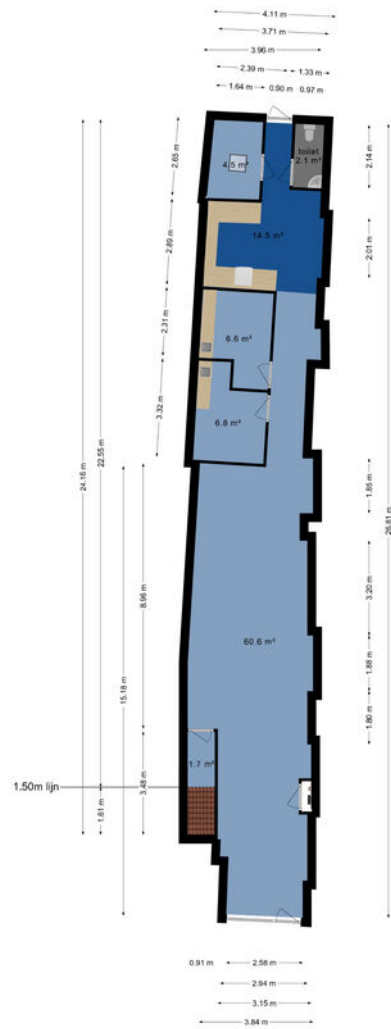 4.11 m
3.71 m
3.96 m
2.39 m
1.33 m
1.64 m
0.90 m
0.97 m
2.65 m
4.5 m²
toilet
2.1 m²
2.14 m
2.89 m
14.5 m²
2.01 m
2.31 m
6.6 m²
3.32 m
6.8 m²
22.55 m
24.16 m
26.81 m
1.85 m
8.96 m
3.20 m
15.18 m
60.6 m²
1.88 m
1.80 m
1.7 m²
1.50m lijn
3.48 m
1.61 m
0.91 m
2.58 m
2.94 m
3.15 m
3.84 m